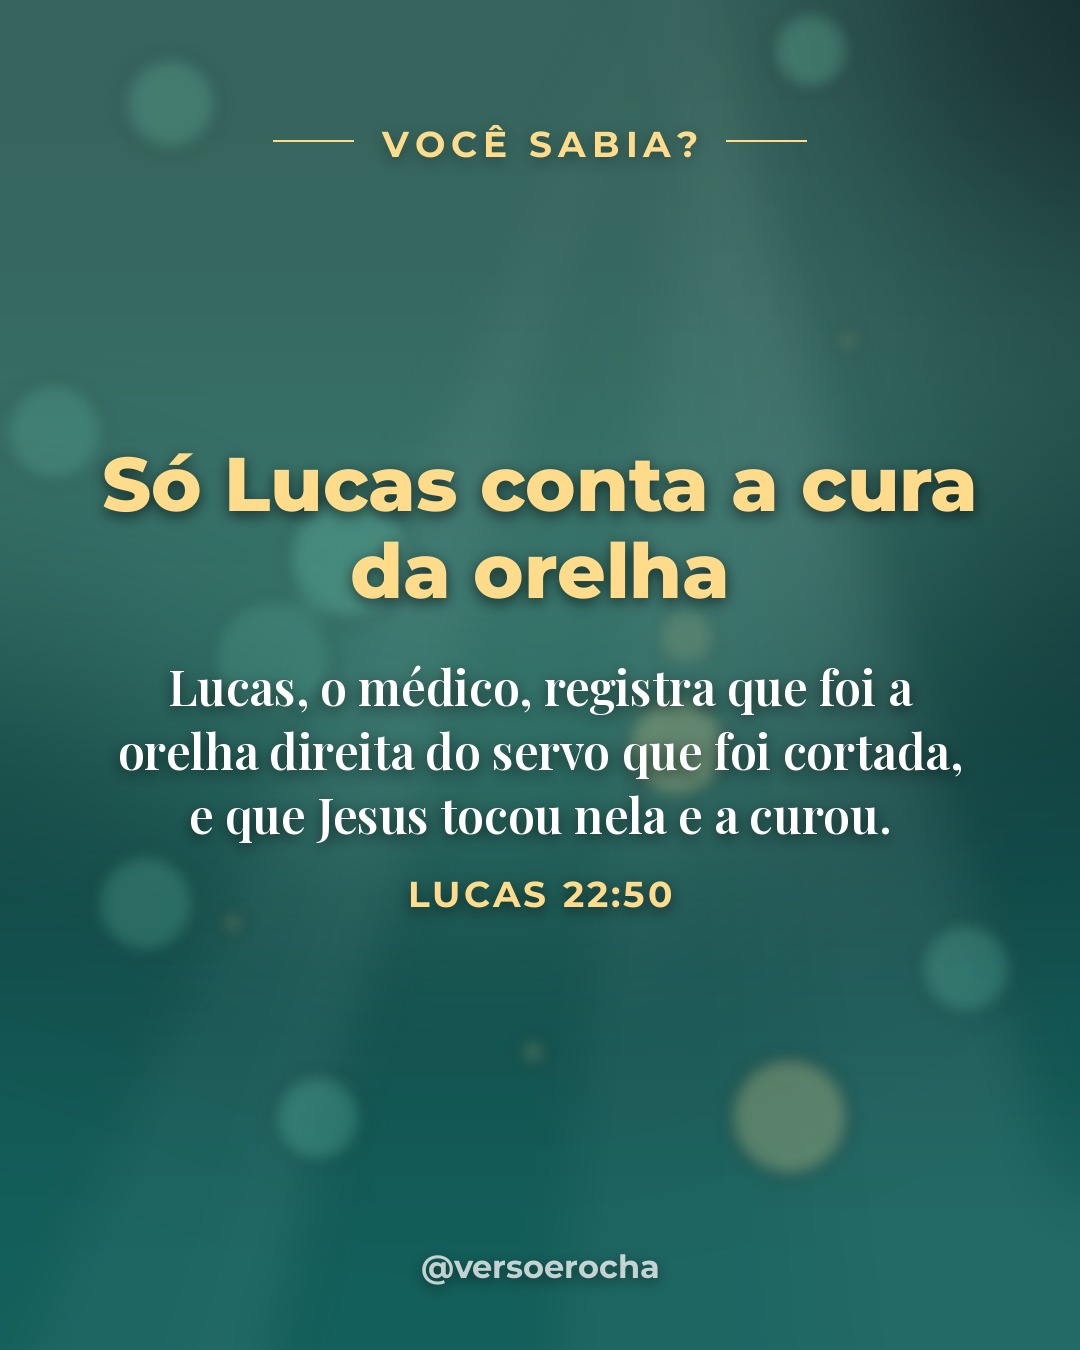 VOCÊ SABIA?
Só Lucas conta a cura
da orelha
Lucas, o médico, registra que foi a
orelha direita do servo que foi cortada,
e que Jesus tocou nela e a curou.
LUCAS 22:50
@versoerocha